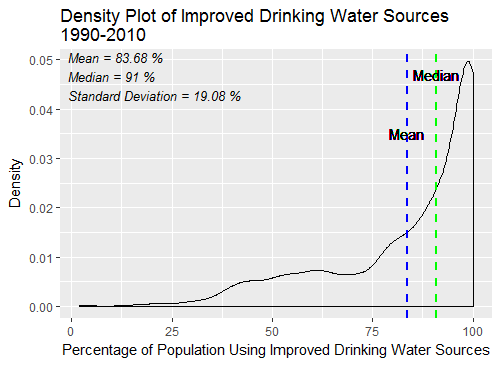 Density Plot of Improved Drinking Water Sources
1990-2010
Mean = 83.68 %
Median = 91 %
Standard Deviation = 19.08 %
Median
Mean
0.05
0.04
0.03
0.02
0.01
0.00
Density
0 25 50 75 100
Percentage of Population Using Improved Drinking Water Sources